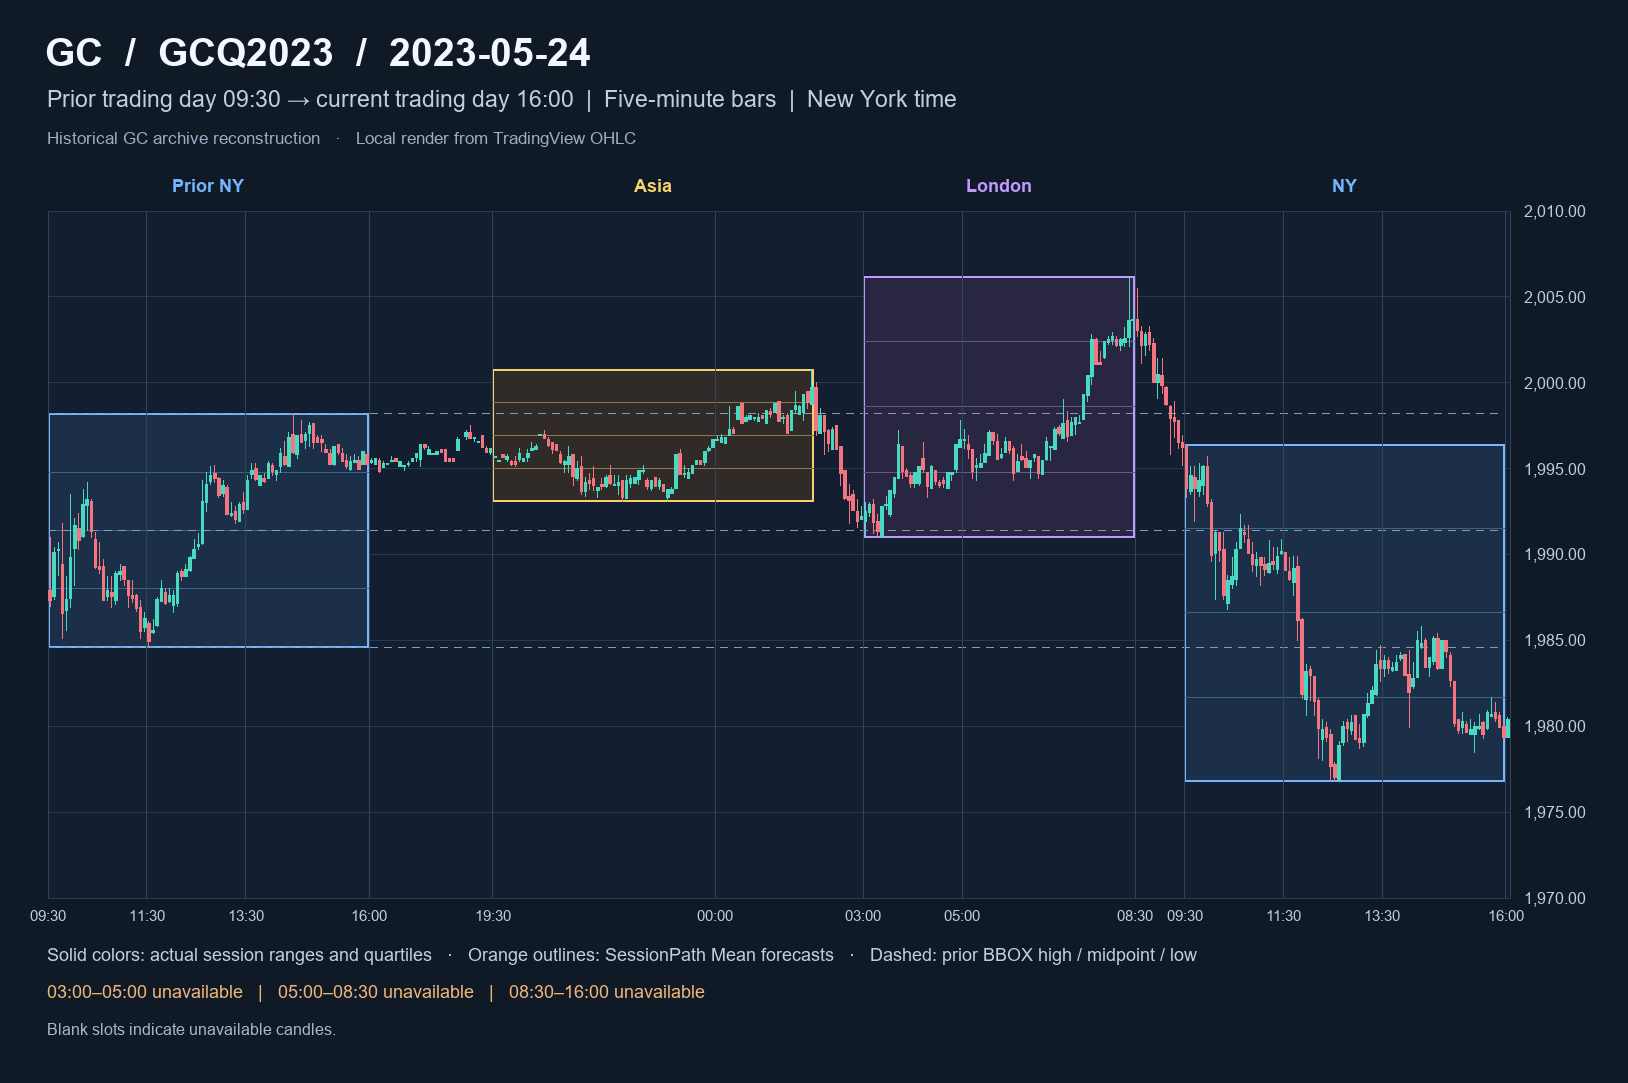 GC / GCQ2023 / 2023-05-24
Prior trading day 09:30 → current trading day 16:00 | Five-minute bars | New York time
Historical GC archive reconstruction · Local render from TradingView OHLC
Prior NY Asia London NY
2,010.00
2,005.00
2,000.00
1,995.00
1,990.00
1,985.00
1,980.00
1,975.00
1,970.00
09:30 11:30 13:30 16:00 19:30 00:00 03:00 05:00 08:30 09:30 11:30 13:30 16:00
Solid colors: actual session ranges and quartiles · Orange outlines: SessionPath Mean forecasts · Dashed: prior BBOX high / midpoint / low
03:00–05:00 unavailable | 05:00–08:30 unavailable | 08:30–16:00 unavailable
Blank slots indicate unavailable candles.